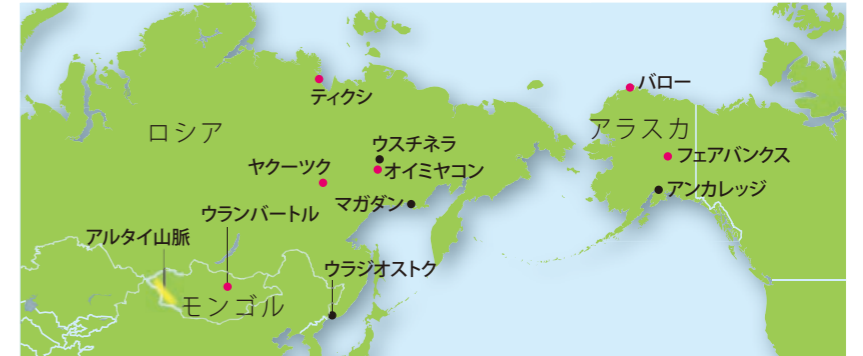 ティクシ
バロー
ロシア
アラスカ
ウスチネラ
フェアバンクス
ヤクーツク
オイミヤコン
アンカレッジ
マガダン
ウランバートル
アルタイ山脈
ウラジオストク
モンゴル